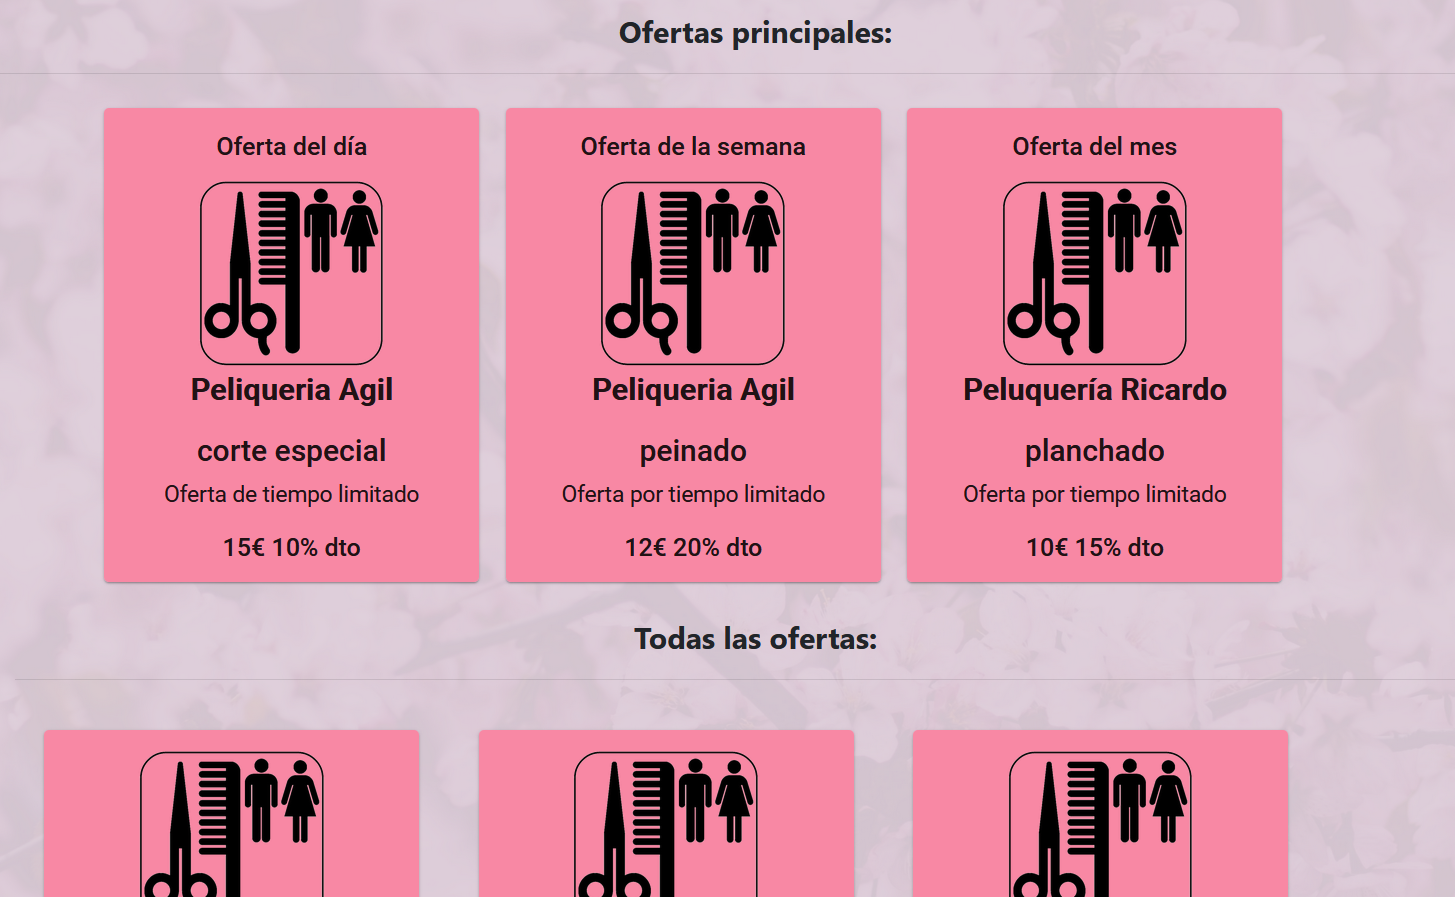 Ofertas principales:
Oferta del día
Peliqueria Agil
corte especial
Oferta de tiempo limitado
15€ 10% dto
Oferta de la semana
Peliqueria Agil
peinado
Oferta por tiempo limitado
12€ 20% dto
Oferta del mes
Peluquería Ricardo
planchado
Oferta por tiempo limitado
10€ 15% dto
Todas las ofertas: